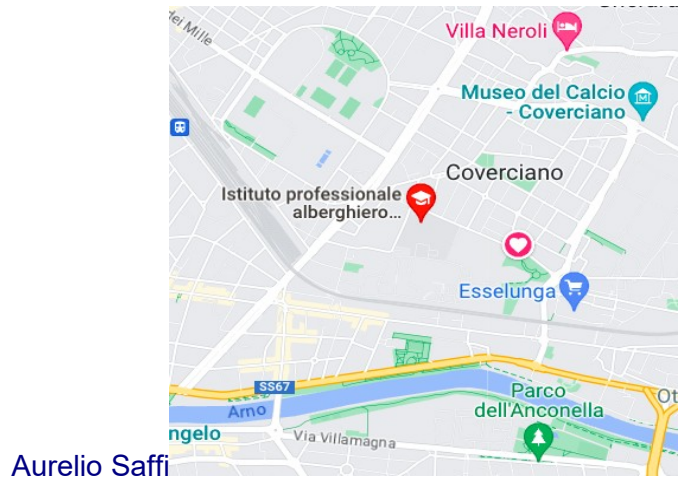 dei Mille
Villa Neroli
Museo del Calcio
- Coverciano
Coverciano
Istituto professionale
alberghiero...
Esselunga
SS67
Arno
Parco
dell'Anconella
Ot
ngelo
Via Villamagna
Aurelio Saffi